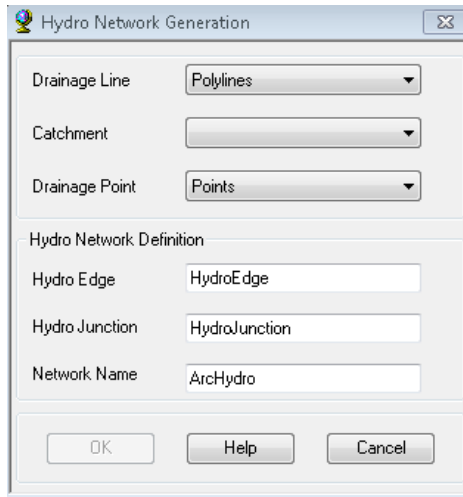 Hydro Network Generation
Drainage Line Polylines
Catchment
Drainage Point Points
Hydro Network Definition
Hydro Edge HydroEdge
Hydro Junction HydroJunction
Network Name ArcHydro
OK Help Cancel